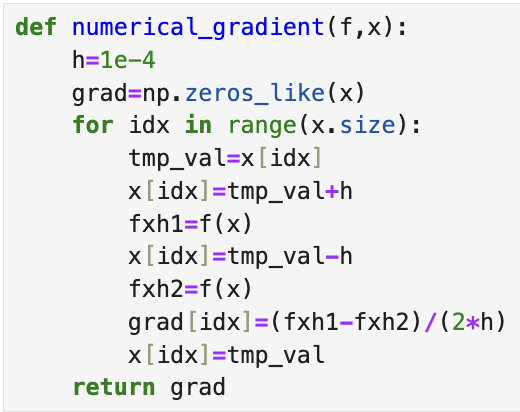 def numerical_gradient(f,x):
    h=1e-4
    grad=np.zeros_like(x)
    for idx in range(x.size):
        tmp_val=x[idx]
        x[idx]=tmp_val+h
        fxh1=f(x)
        x[idx]=tmp_val-h
        fxh2=f(x)
        grad[idx]=(fxh1-fxh2)/(2*h)
        x[idx]=tmp_val
    return grad